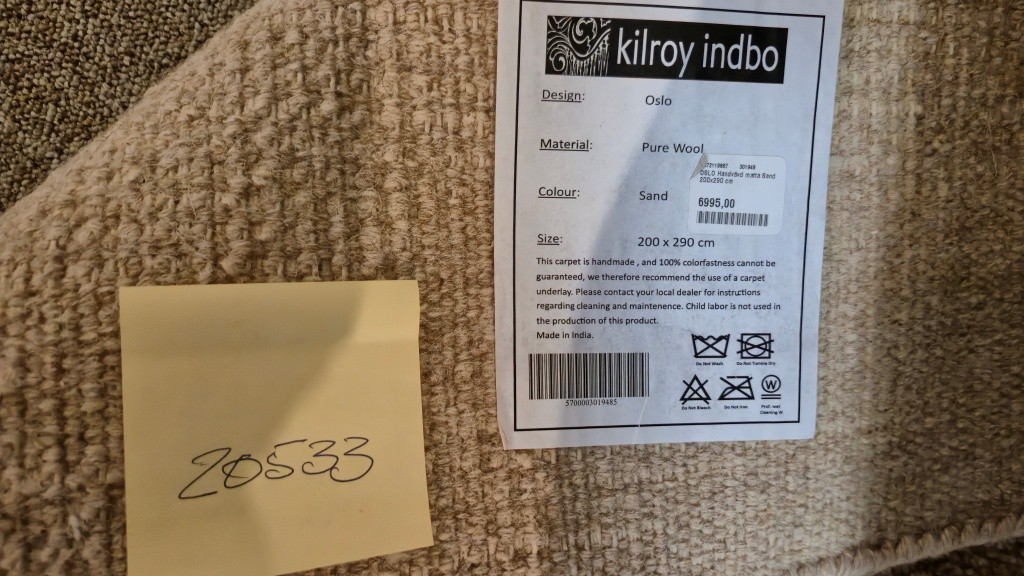 kilroy indbo
Design: Oslo
Material: Pure Wool
301948
OSLO Handvävd matta Sand
200x290 cm
6995,00
Colour: Sand
Size: 200 x 290 cm
This carpet is handmade , and 100% colorfastness cannot be
guaranteed, we therefore recommend the use of a carpet
underlay. Please contact your local dealer for instructions
regarding cleaning and maintenence. Child labor is not used in
the production of this product.
Made in India.
Do Not Wash Do Not Tumble Dry
Do Not Bleach Do Not Iron W Prof. wet
Cleaning W
5700003019485
20533